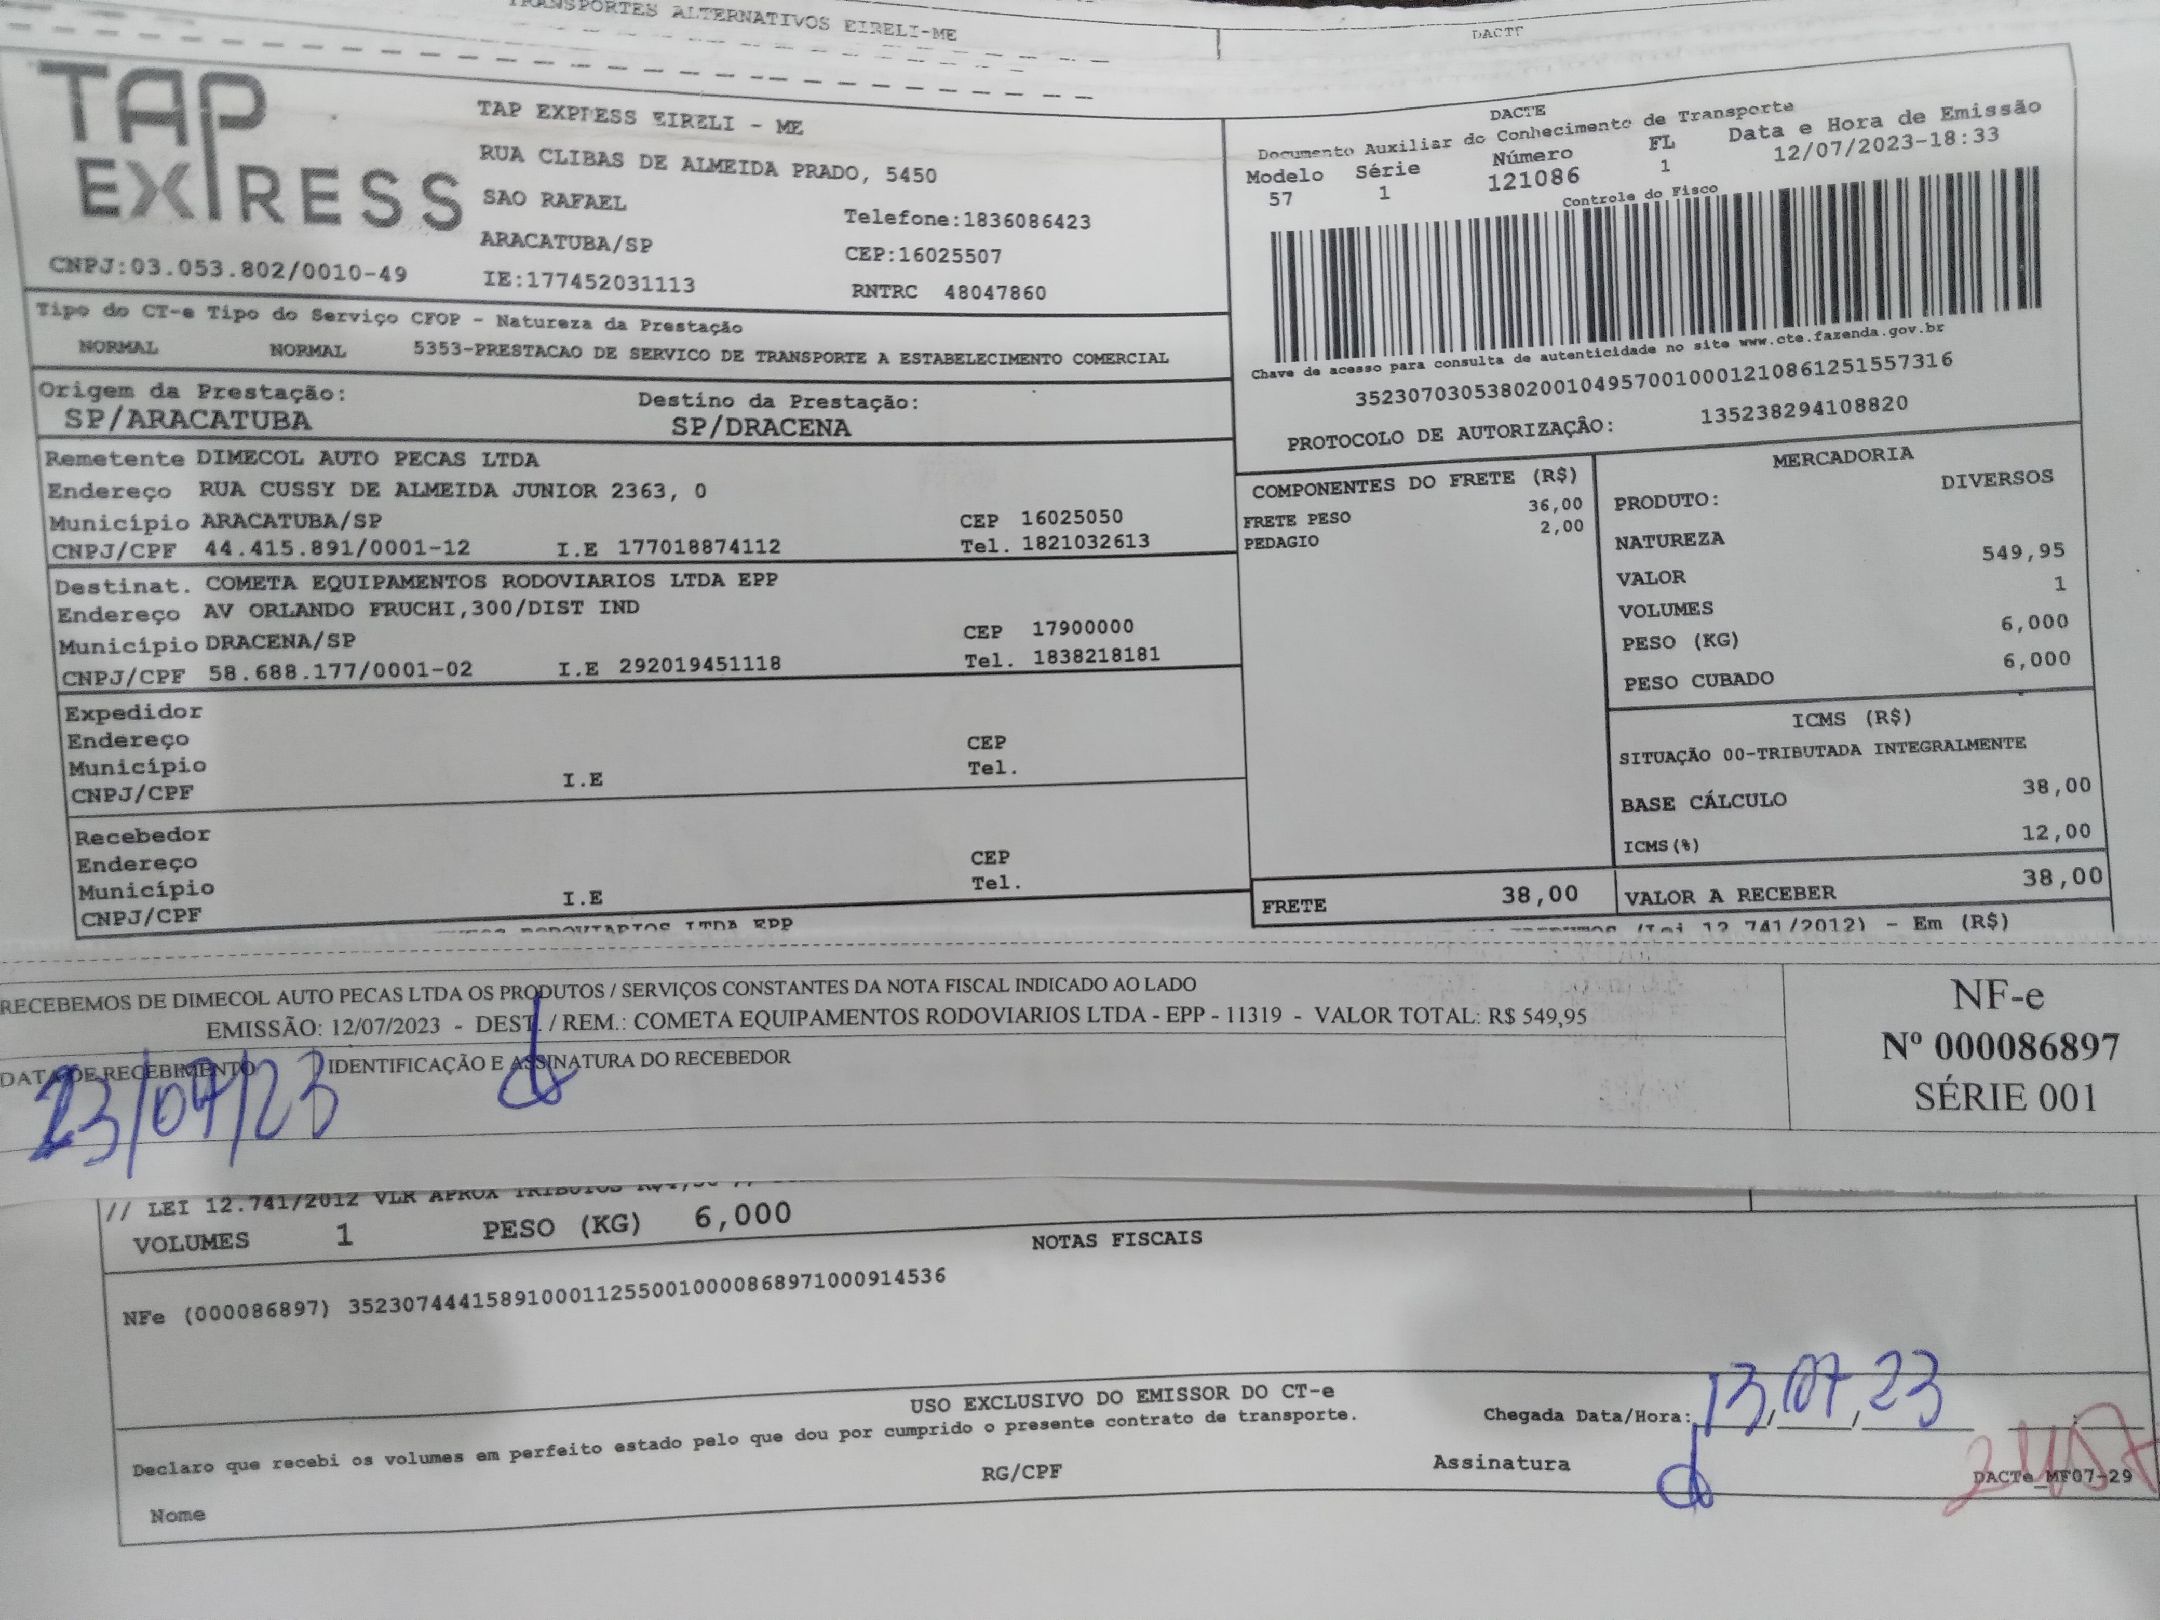 TRANSPORTES ALTERNATIVOS EIRELI-ME
DACTE
TAP EXPRESS
TAP EXPRESS EIRELI - ME
RUA CLIBAS DE ALMEIDA PRADO, 5450
SAO RAFAEL
Telefone:1836086423
ARACATUBA/SP
CEP:16025507
CNPJ:03.053.802/0010-49
IE:177452031113
RNTRC 48047860
DACTE
Documento Auxiliar do Conhecimento de Transporte
Modelo Série Número FL Data e Hora de Emissão
57 1 121086 1 12/07/2023-18:33
Controle do Fisco
Chave de acesso para consulta de autenticidade no site www.cte.fazenda.gov.br
35230703053802001049570010001210861251557316
PROTOCOLO DE AUTORIZAÇÂO: 135238294108820
Tipo do CT-e Tipo do Serviço CFOP - Natureza da Prestação
NORMAL NORMAL 5353-PRESTACAO DE SERVICO DE TRANSPORTE A ESTABELECIMENTO COMERCIAL
Origem da Prestação: Destino da Prestação:
SP/ARACATUBA SP/DRACENA
Remetente DIMECOL AUTO PECAS LTDA
Endereço RUA CUSSY DE ALMEIDA JUNIOR 2363, 0
Município ARACATUBA/SP CEP 16025050
CNPJ/CPF 44.415.891/0001-12 I.E 177018874112 Tel. 1821032613
Destinat. COMETA EQUIPAMENTOS RODOVIARIOS LTDA EPP
Endereço AV ORLANDO FRUCHI,300/DIST IND
Município DRACENA/SP CEP 17900000
CNPJ/CPF 58.688.177/0001-02 I.E 292019451118 Tel. 1838218181
Expedidor
Endereço CEP
Município Tel.
CNPJ/CPF I.E
Recebedor
Endereço CEP
Município Tel.
CNPJ/CPF I.E
COMPONENTES DO FRETE (R$)
FRETE PESO 36,00
PEDAGIO 2,00
FRETE 38,00
MERCADORIA
PRODUTO: DIVERSOS
NATUREZA
VALOR 549,95
VOLUMES 1
PESO (KG) 6,000
PESO CUBADO 6,000
ICMS (R$)
SITUAÇÃO 00-TRIBUTADA INTEGRALMENTE
BASE CÁLCULO 38,00
ICMS(%) 12,00
VALOR A RECEBER 38,00
RODOVIARIOS LTDA EPP
(Lei 12.741/2012) - Em (R$)
RECEBEMOS DE DIMECOL AUTO PECAS LTDA OS PRODUTOS / SERVIÇOS CONSTANTES DA NOTA FISCAL INDICADO AO LADO
EMISSÃO: 12/07/2023 - DEST. / REM.: COMETA EQUIPAMENTOS RODOVIARIOS LTDA - EPP - 11319 - VALOR TOTAL: R$ 549,95
DATA DE RECEBIMENTO IDENTIFICAÇÃO E ASSINATURA DO RECEBEDOR
23/07/23
NF-e
Nº 000086897
SÉRIE 001
// LEI 12.741/2012 VLR APROX TRIBUTOS
VOLUMES 1 PESO (KG) 6,000
NOTAS FISCAIS
NFe (000086897) 35230744415891000112550010000868971000914536
USO EXCLUSIVO DO EMISSOR DO CT-e
Declaro que recebi os volumes em perfeito estado pelo que dou por cumprido o presente contrato de transporte.
Chegada Data/Hora: 13/07/23
Nome RG/CPF Assinatura
DACTe_MF07-29